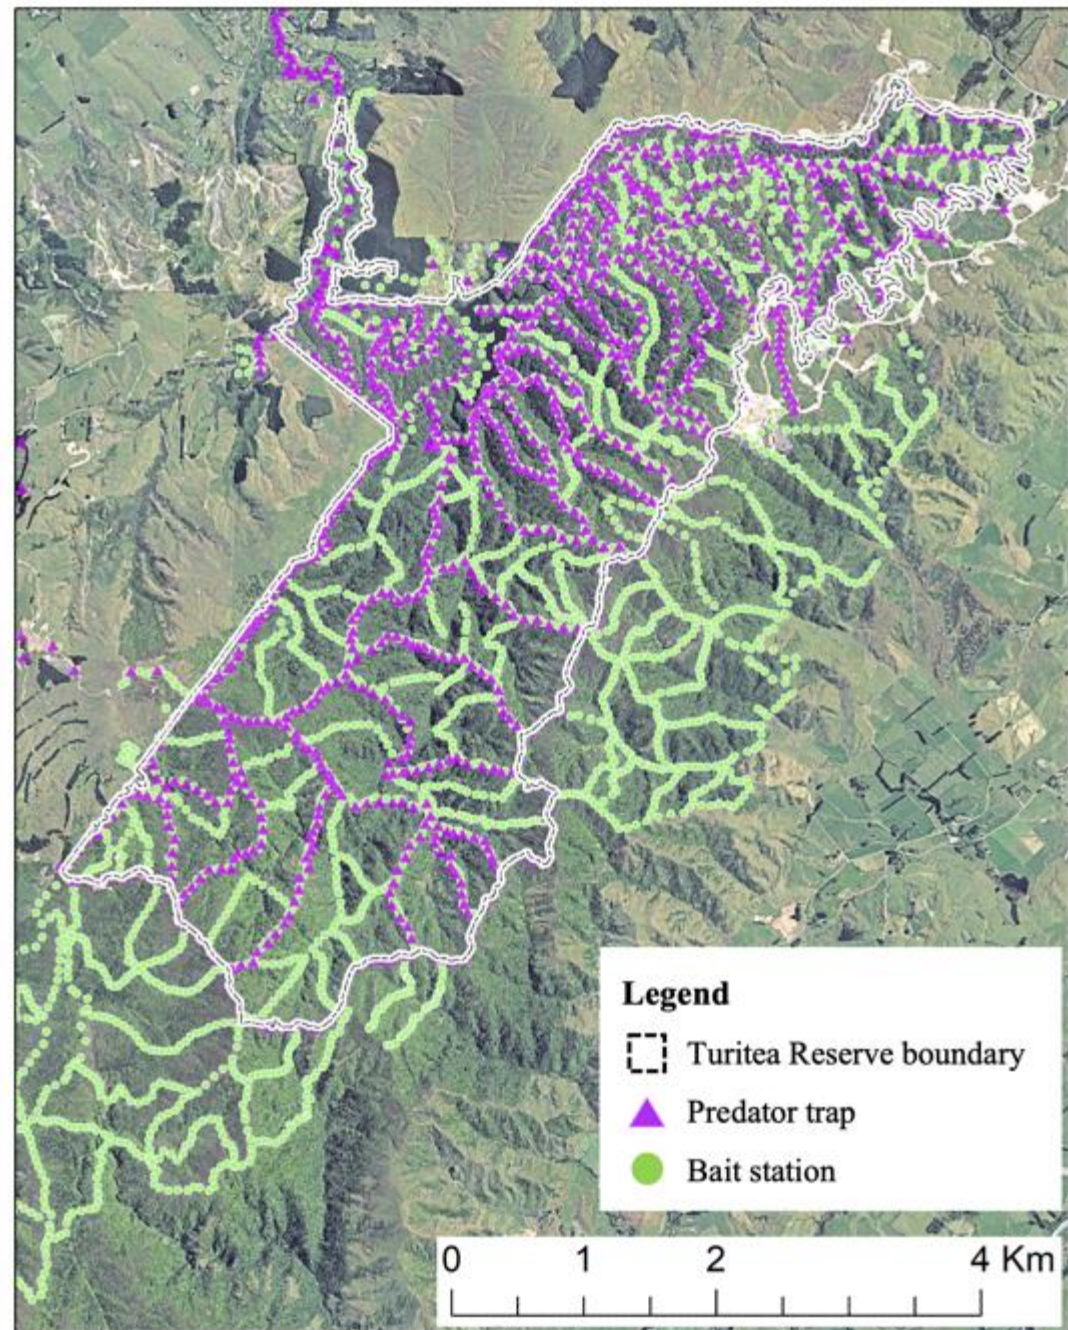 Legend
Turitea Reserve boundary
Predator trap
Bait station
0 1 2 4 Km